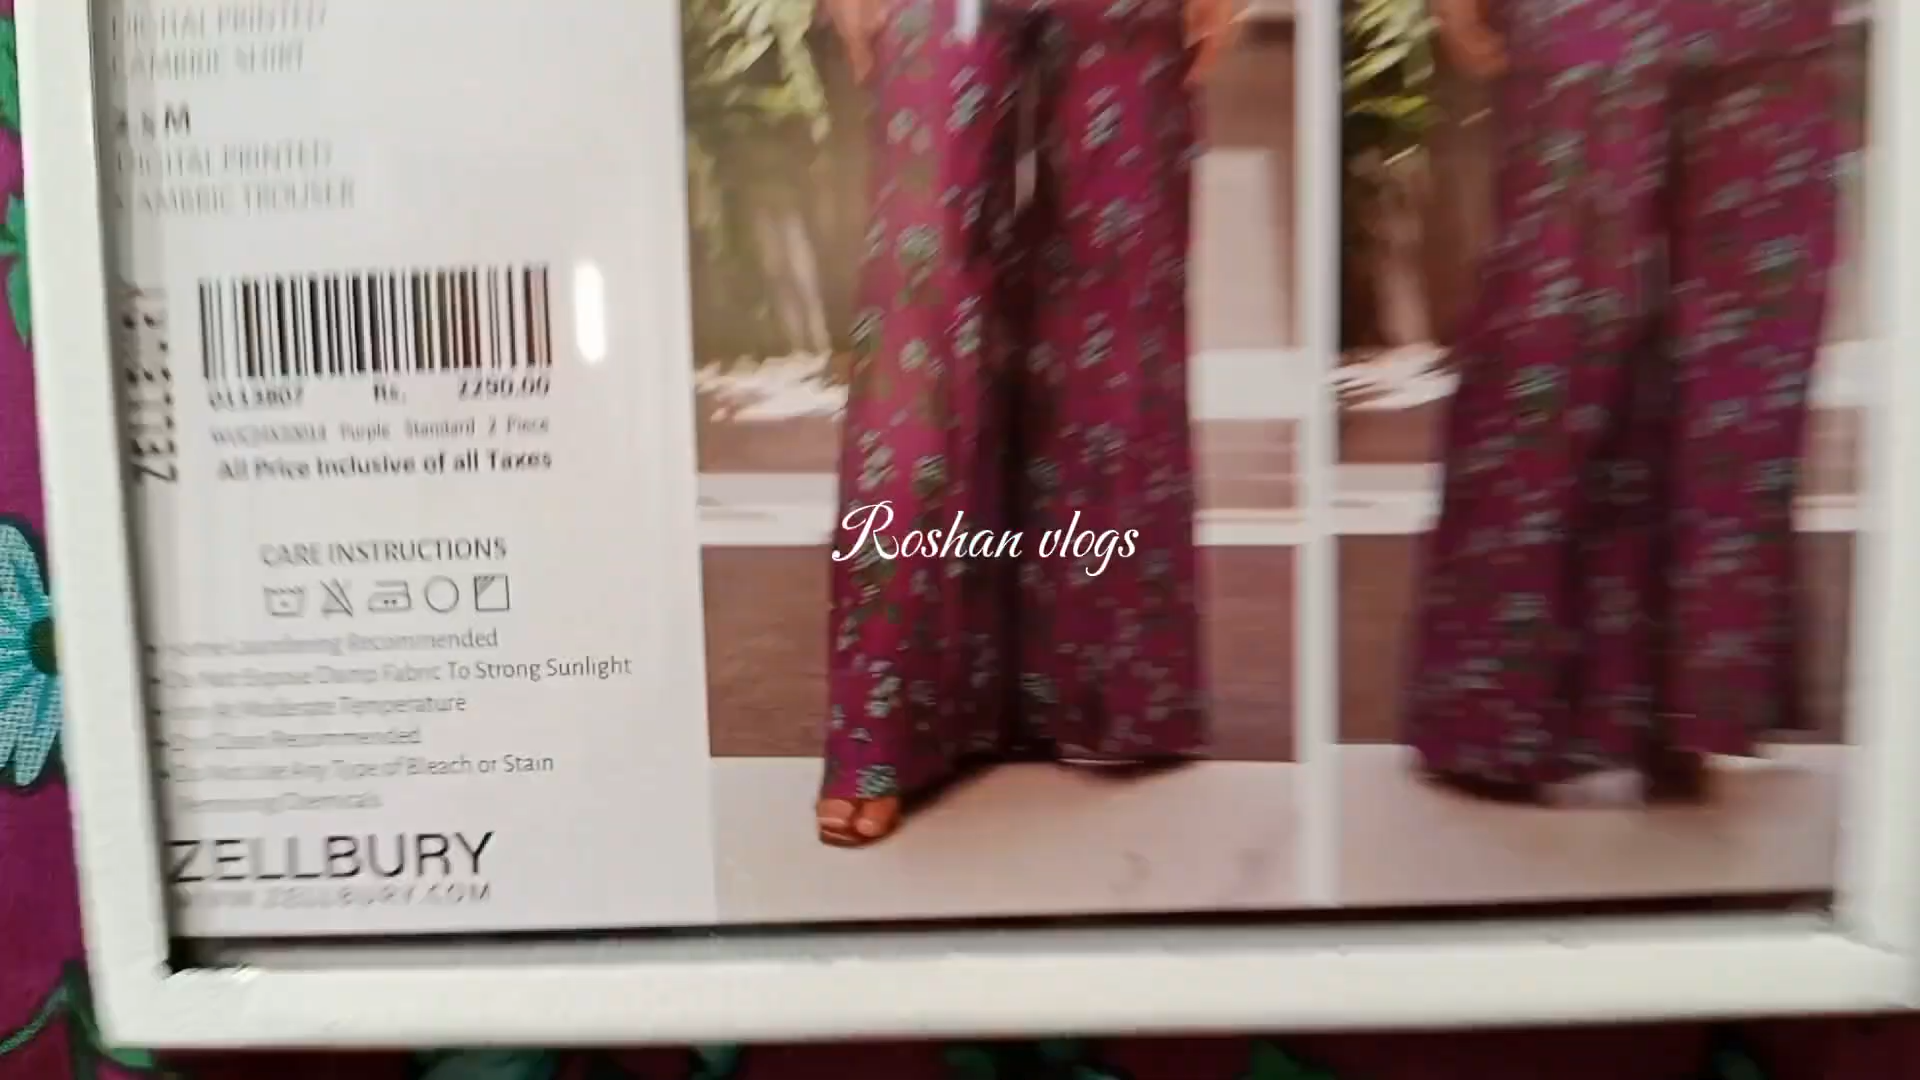 DIGITAL PRINTED
CAMBRIC SHIRT
M
DIGITAL PRINTED
CAMBRIC TROUSER
ZELLBURY
0113807 Rs. 2290.00
Purple Standard 2 Piece
All Price Inclusive of all Taxes
CARE INSTRUCTIONS
Home Laundering Recommended
Do Not Expose Damp Fabric To Strong Sunlight
Iron At Moderate Temperature
Dry Clean Recommended
Do Not Use Any Type of Bleach or Stain
Removing Chemicals
ZELLBURY
WWW.ZELLBURY.COM
Roshan vlogs